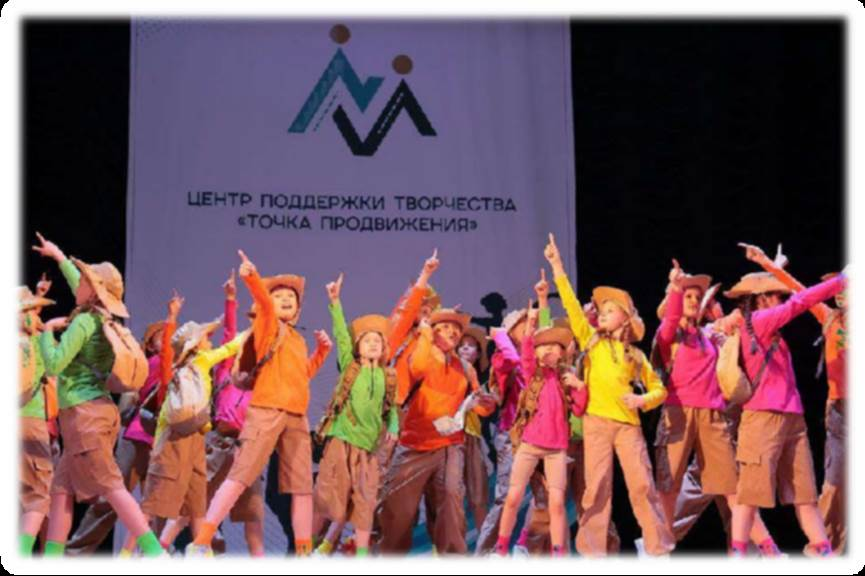 ЦЕНТР ПОДДЕРЖКИ ТВОРЧЕСТВА
«ТОЧКА ПРОДВИЖЕНИЯ»